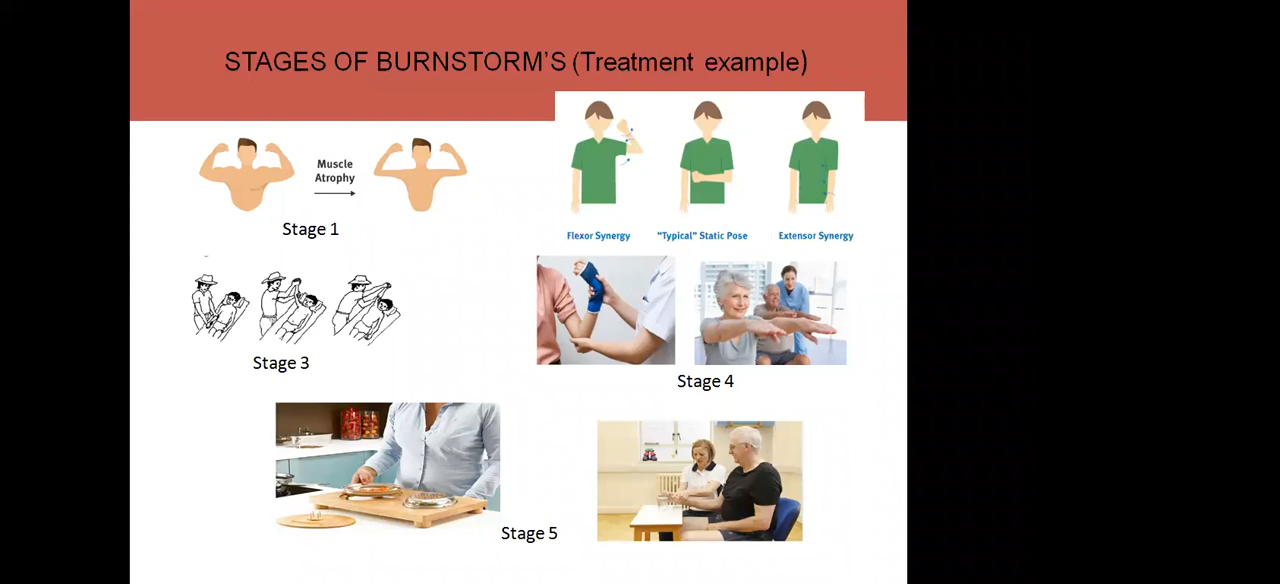 STAGES OF BURNSTORM'S (Treatment example)
Muscle
Atrophy
Stage 1
Flexor Synergy
"Typical" Static Pose
Extensor Synergy
Stage 3
Stage 4
Stage 5